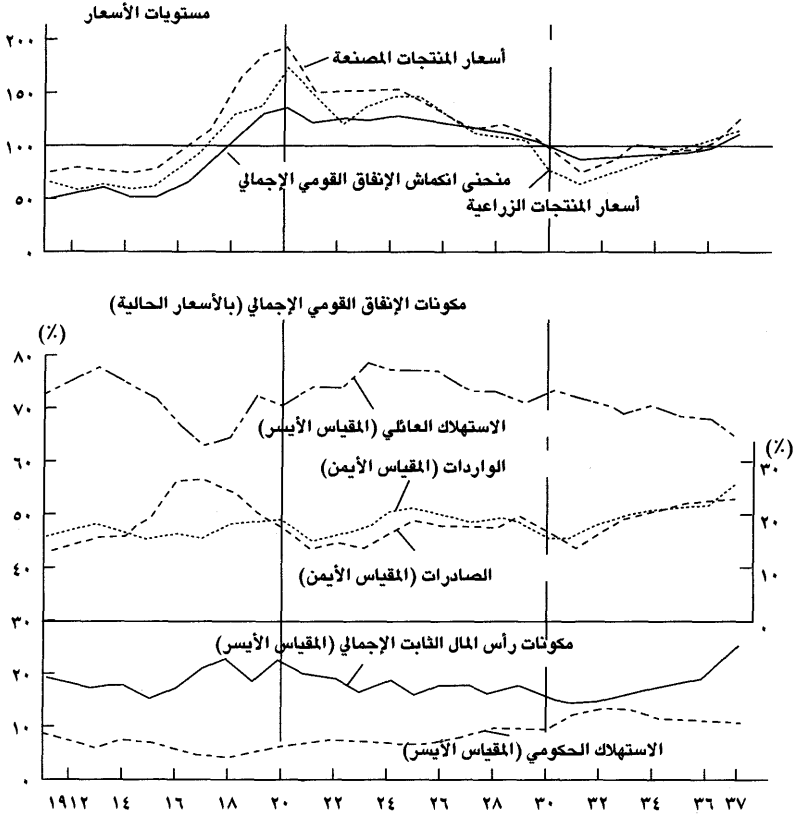 مستويات الأسعار
٢٠٠
أسعار المنتجات المصنعة
١٥٠
١٠٠
منحنى انكماش الإنفاق القومي الإجمالي
٥٠
أسعار المنتجات الزراعية
٠
مكونات الإنفاق القومي الإجمالي (بالأسعار الحالية)
(٪)
٨٠
٧٠
الاستهلاك العائلي (المقياس الأيسر)
(٪)
٦٠
الواردات (المقياس الأيمن)
٣٠
٥٠
٢٠
الصادرات (المقياس الأيمن)
٤٠
١٠
٣٠
٠
مكونات رأس المال الثابت الإجمالي (المقياس الأيسر)
٢٠
١٠
الاستهلاك الحكومي (المقياس الأيسر)
٠
١٩١٢ ١٤ ١٦ ١٨ ٢٠ ٢٢ ٢٤ ٢٦ ٢٨ ٣٠ ٣٢ ٣٤ ٣٦ ٣٧